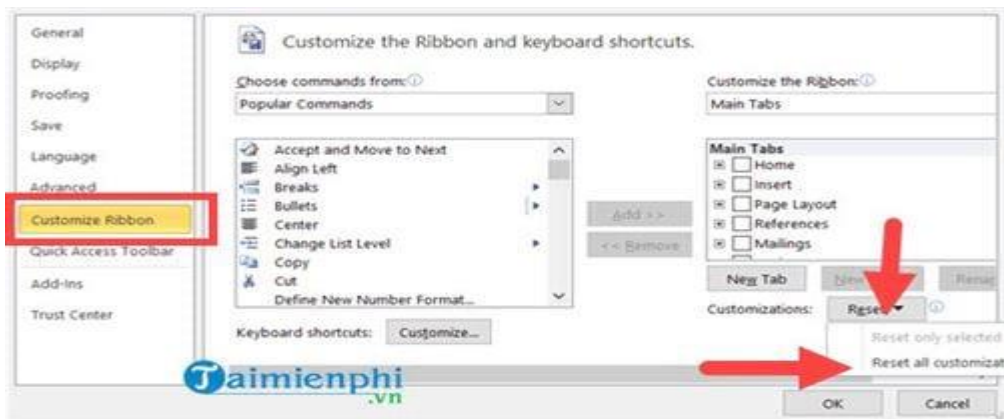 General
Display
Proofing
Save
Language
Advanced
Customize Ribbon
Quick Access Toolbar
Add-Ins
Trust Center
Customize the Ribbon and keyboard shortcuts.
Choose commands from:
Popular Commands
Accept and Move to Next
Align Left
Breaks
Bullets
Center
Change List Level
Copy
Cut
Define New Number Format...
Keyboard shortcuts: Customize...
Add >>
<< Remove
Customize the Ribbon:
Main Tabs
Main Tabs
Home
Insert
Page Layout
References
Mailings
New Tab
Customizations:
Reset only selected
Reset all customizat
OK Cancel
Taimienphi
.vn